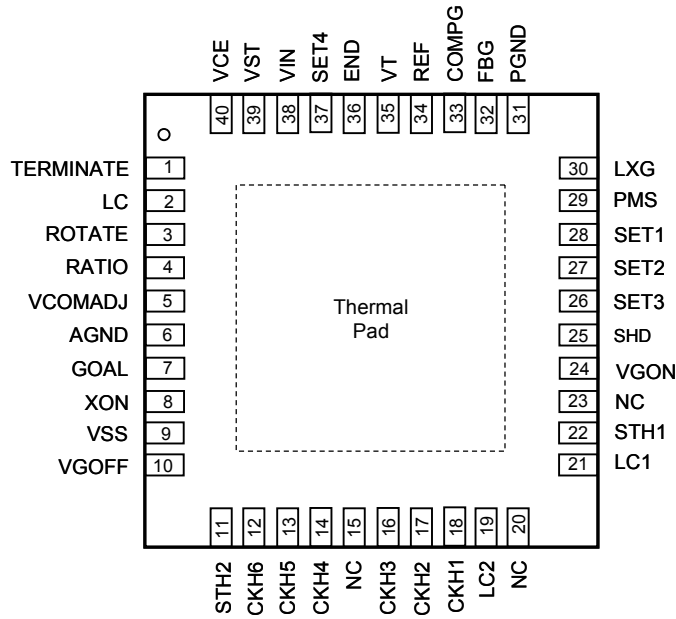 VCE VST VIN SET4 END VT REF COMPG FBG PGND
40 39 38 37 36 35 34 33 32 31
TERMINATE 1
LC 2
ROTATE 3
RATIO 4
VCOMADJ 5
AGND 6
GOAL 7
XON 8
VSS 9
VGOFF 10
Thermal
Pad
30 LXG
29 PMS
28 SET1
27 SET2
26 SET3
25 SHD
24 VGON
23 NC
22 STH1
21 LC1
11 12 13 14 15 16 17 18 19 20
STH2 CKH6 CKH5 CKH4 NC CKH3 CKH2 CKH1 LC2 NC